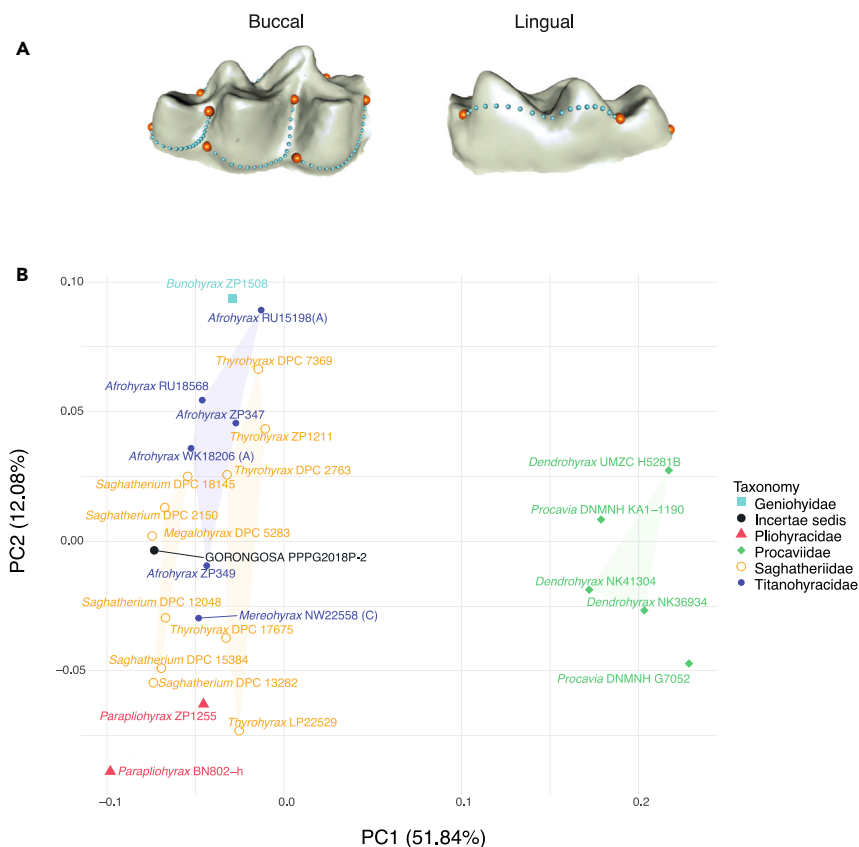 Buccal
Lingual
A
B
0.10
0.05
0.00
−0.05
PC2 (12.08%)
Bunohyrax ZP1508
Afrohyrax RU15198(A)
Thyrohyrax DPC 7369
Afrohyrax RU18568
Afrohyrax ZP347
Thyrohyrax ZP1211
Afrohyrax WK18206 (A)
Thyrohyrax DPC 2763
Saghatherium DPC 18145
Saghatherium DPC 2150
Megalohyrax DPC 5283
GORONGOSA PPPG2018P-2
Afrohyrax ZP349
Saghatherium DPC 12048
Mereohyrax NW22558 (C)
Thyrohyrax DPC 17675
Saghatherium DPC 15384
Saghatherium DPC 13282
Parapliohyrax ZP1255
Thyrohyrax LP22529
Parapliohyrax BN802−h
Dendrohyrax UMZC H5281B
Procavia DNMNH KA1−1190
Dendrohyrax NK41304
Dendrohyrax NK36934
Procavia DNMNH G7052
−0.1
0.0
0.1
0.2
PC1 (51.84%)
Taxonomy
Geniohyidae
Incertae sedis
Pliohyracidae
Procaviidae
Saghatheriidae
Titanohyracidae